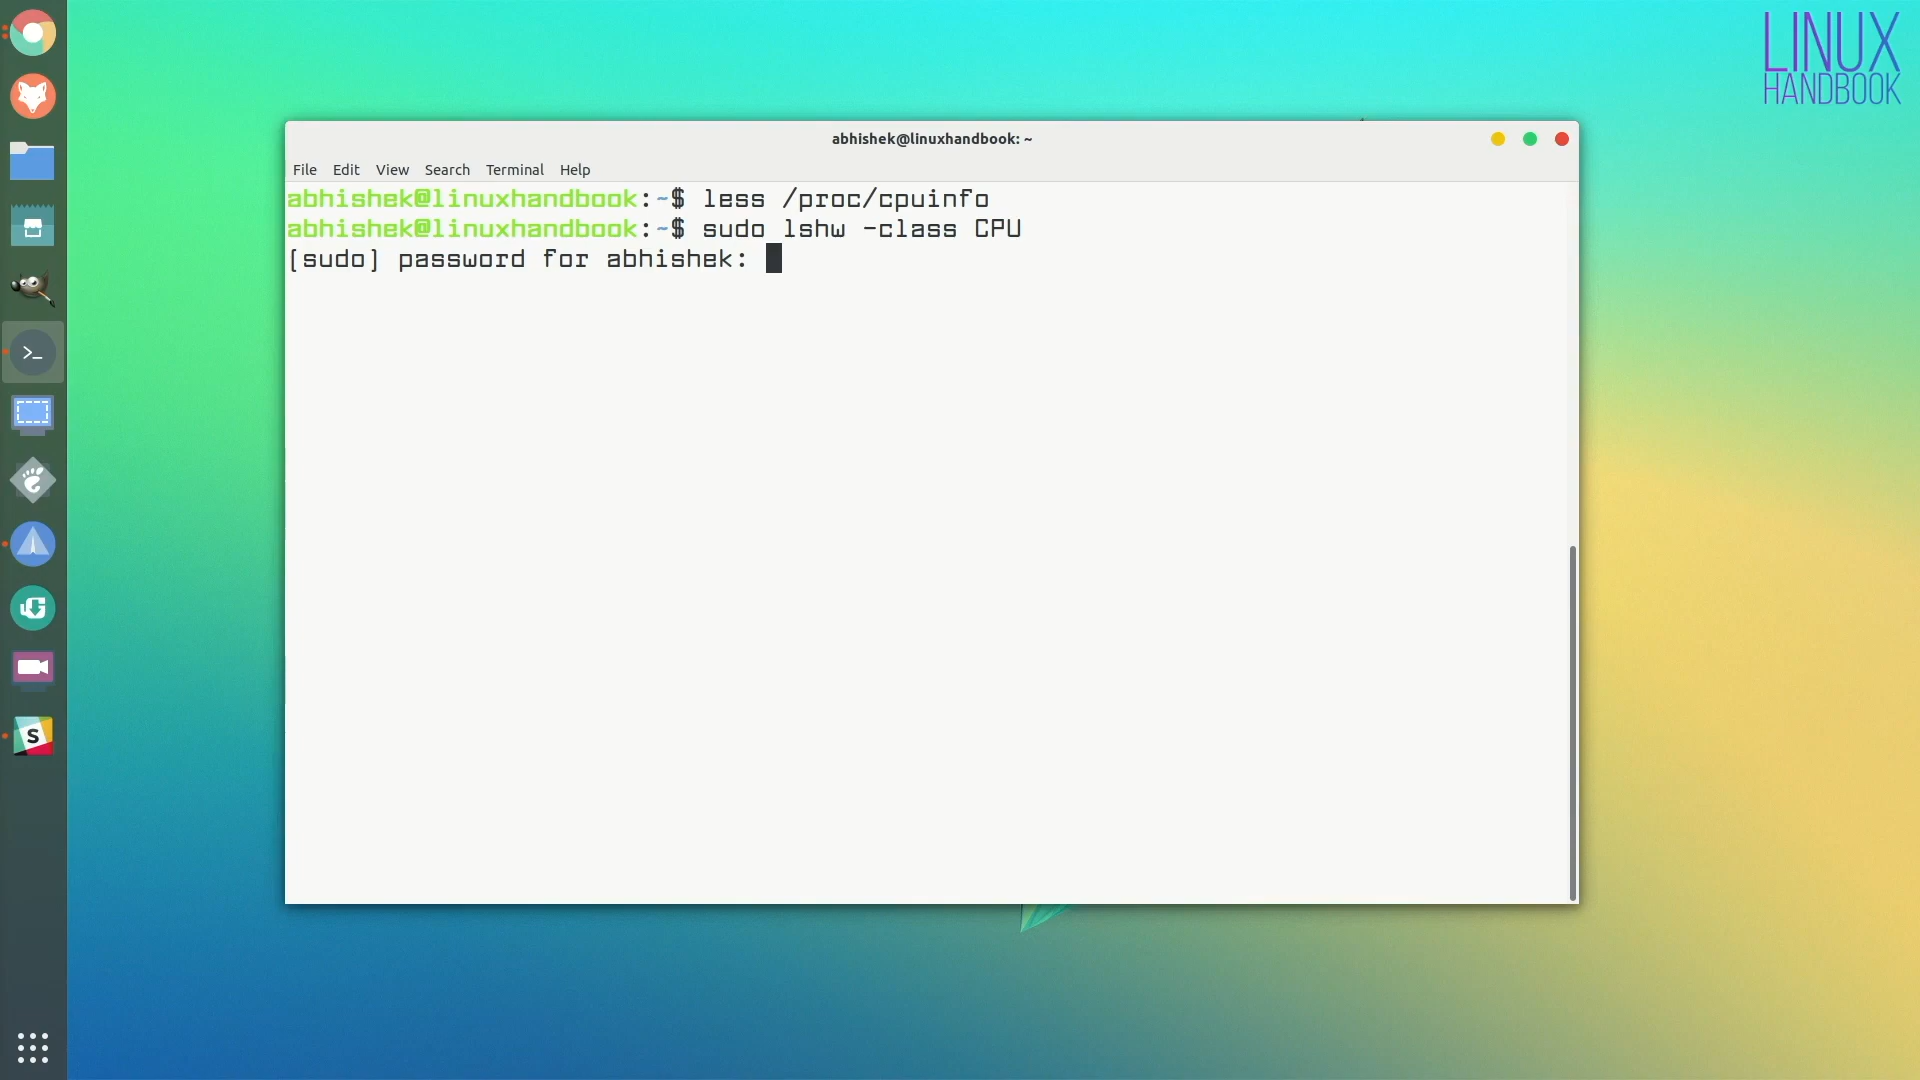 LINUX
HANDBOOK
abhishek@linuxhandbook: ~
File Edit View Search Terminal Help
abhishek@linuxhandbook:~$ less /proc/cpuinfo
abhishek@linuxhandbook:~$ sudo lshw -class CPU
[sudo] password for abhishek:
>_
S